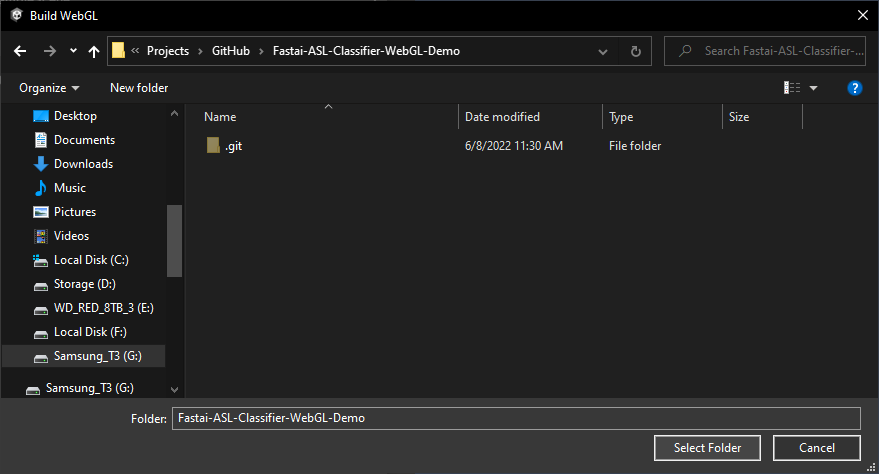 Build WebGL
« Projects › GitHub › Fastai-ASL-Classifier-WebGL-Demo
Search Fastai-ASL-Classifier-...
Organize
New folder
?
Desktop
Documents
Downloads
Music
Pictures
Videos
Local Disk (C:)
Storage (D:)
WD_RED_8TB_3 (E:)
Local Disk (F:)
Samsung_T3 (G:)
Samsung_T3 (G:)
Name Date modified Type Size
.git 6/8/2022 11:30 AM File folder
Folder: Fastai-ASL-Classifier-WebGL-Demo
Select Folder
Cancel